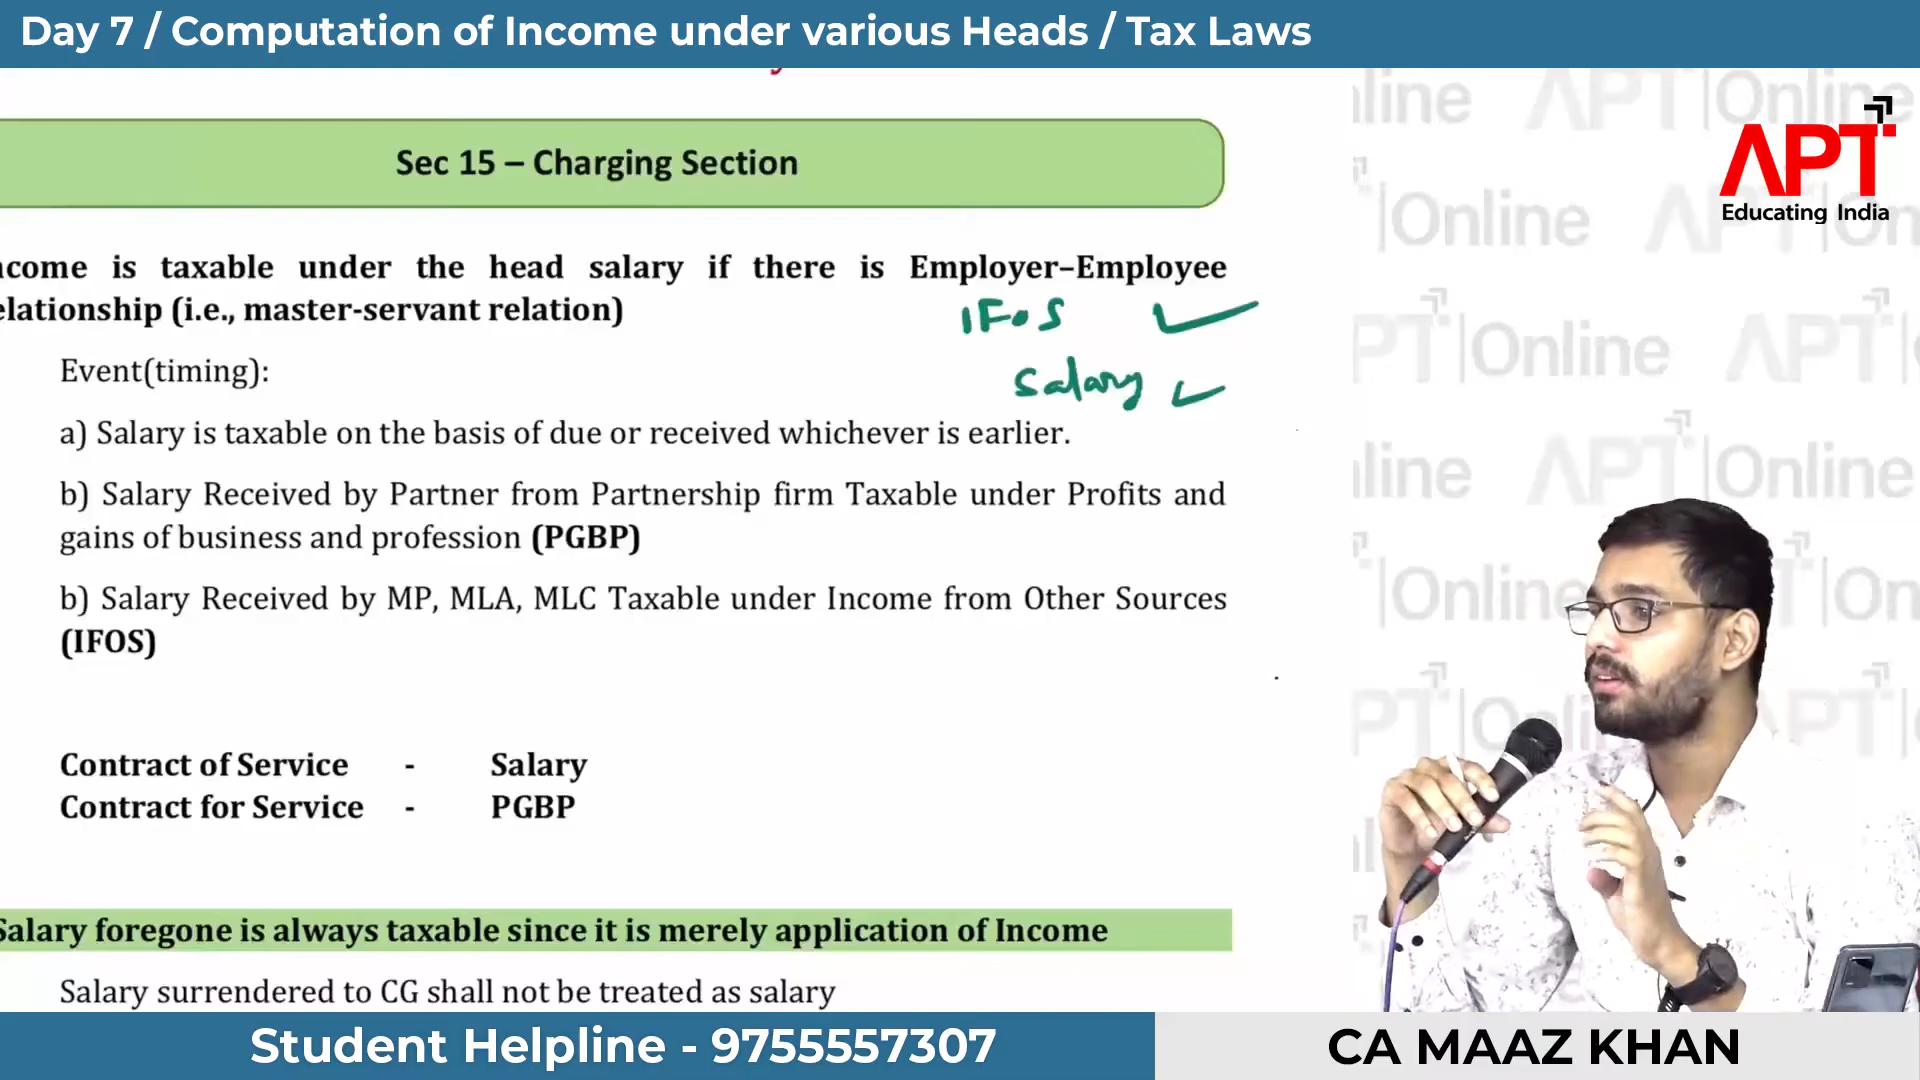 Day 7 / Computation of Income under various Heads / Tax Laws
APT
Educating India
Sec 15 – Charging Section
ncome is taxable under the head salary if there is Employer–Employee
elationship (i.e., master-servant relation)
IFOS
Salary
Event(timing):
a) Salary is taxable on the basis of due or received whichever is earlier.
b) Salary Received by Partner from Partnership firm Taxable under Profits and
gains of business and profession (PGBP)
b) Salary Received by MP, MLA, MLC Taxable under Income from Other Sources
(IFOS)
Contract of Service - Salary
Contract for Service - PGBP
Salary foregone is always taxable since it is merely application of Income
Salary surrendered to CG shall not be treated as salary
Student Helpline - 9755557307
CA MAAZ KHAN